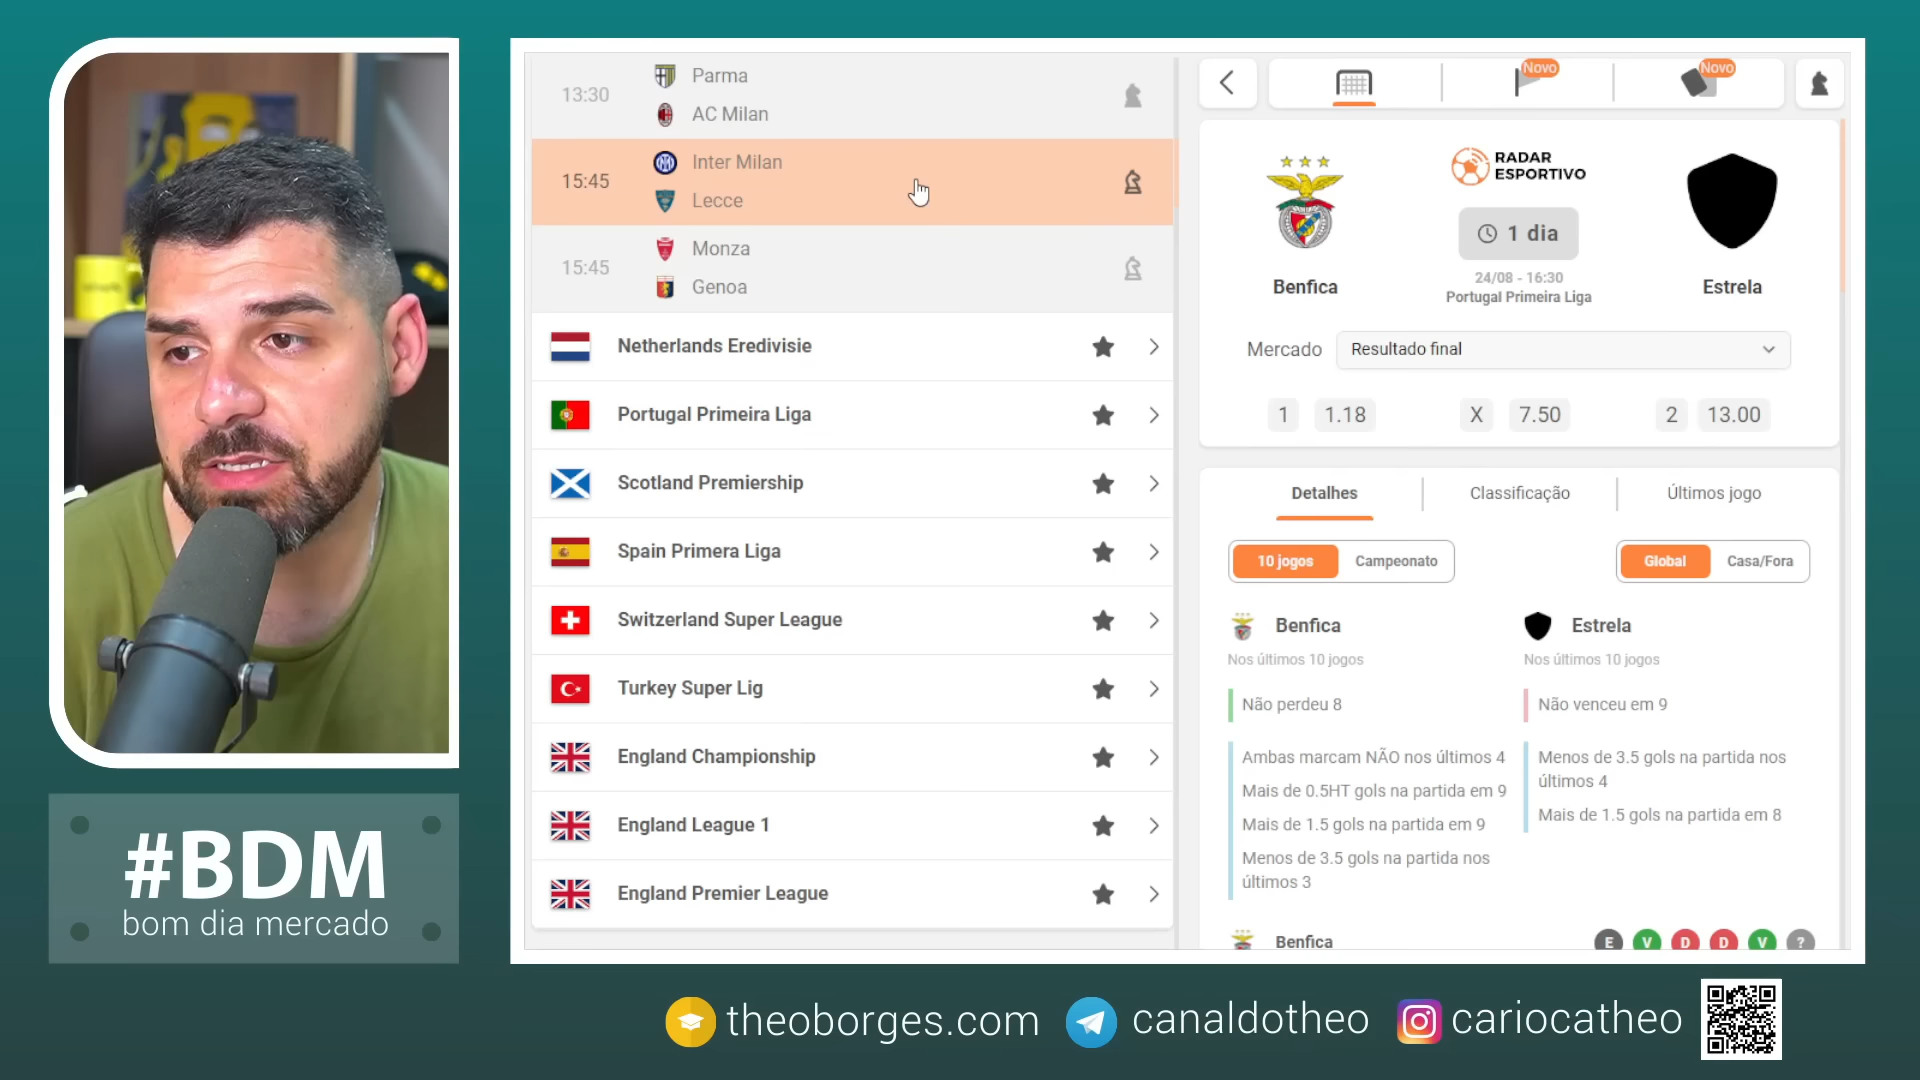 13:30
Parma
AC Milan
15:45
Inter Milan
Lecce
15:45
Monza
Genoa
Netherlands Eredivisie
Portugal Primeira Liga
Scotland Premiership
Spain Primera Liga
Switzerland Super League
Turkey Super Lig
England Championship
England League 1
England Premier League
Novo
Novo
RADAR
ESPORTIVO
1 dia
24/08 - 16:30
Portugal Primeira Liga
Benfica
Estrela
Mercado
Resultado final
1 1.18
X 7.50
2 13.00
Detalhes
Classificação
Últimos jogo
10 jogos
Campeonato
Global
Casa/Fora
Benfica
Nos últimos 10 jogos
Não perdeu 8
Ambas marcam NÃO nos últimos 4
Mais de 0.5HT gols na partida em 9
Mais de 1.5 gols na partida em 9
Menos de 3.5 gols na partida nos
últimos 3
Estrela
Nos últimos 10 jogos
Não venceu em 9
Menos de 3.5 gols na partida nos
últimos 4
Mais de 1.5 gols na partida em 8
Benfica
E V D D V ?
#BDM
bom dia mercado
theoborges.com
canaldotheo
cariocatheo